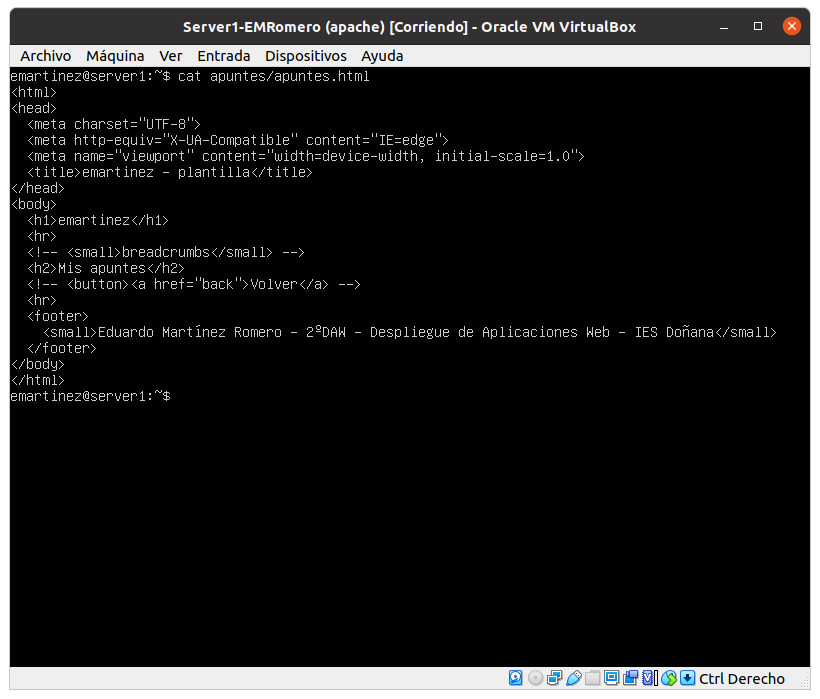 Server1-EMRomero (apache) [Corriendo] - Oracle VM VirtualBox
Archivo Máquina Ver Entrada Dispositivos Ayuda
emartinez@server1:~$ cat apuntes/apuntes.html
<html>
<head>
  <meta charset="UTF-8">
  <meta http-equiv="X-UA-Compatible" content="IE=edge">
  <meta name="viewport" content="width=device-width, initial-scale=1.0">
  <title>emartinez - plantilla</title>
</head>
<body>
  <h1>emartinez</h1>
  <hr>
  <!-- <small>breadcrumbs</small> -->
  <h2>Mis apuntes</h2>
  <!-- <button><a href="back">Volver</a> -->
  <hr>
  <footer>
    <small>Eduardo Martínez Romero - 2ºDAW - Despliegue de Aplicaciones Web - IES Doñana</small>
  </footer>
</body>
</html>
emartinez@server1:~$
Ctrl Derecho